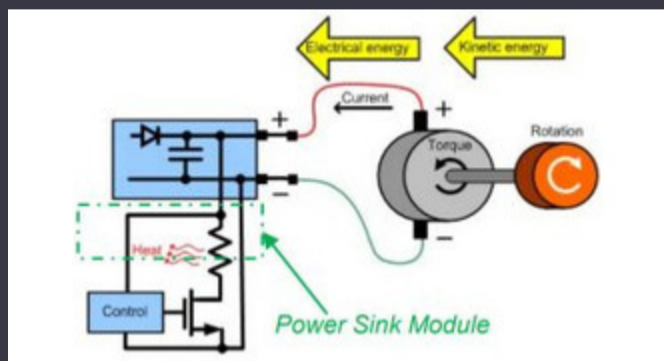 Electrical energy
Kinetic energy
Current
+
+
Rotation
Torque
−
−
Heat
Control
Power Sink Module